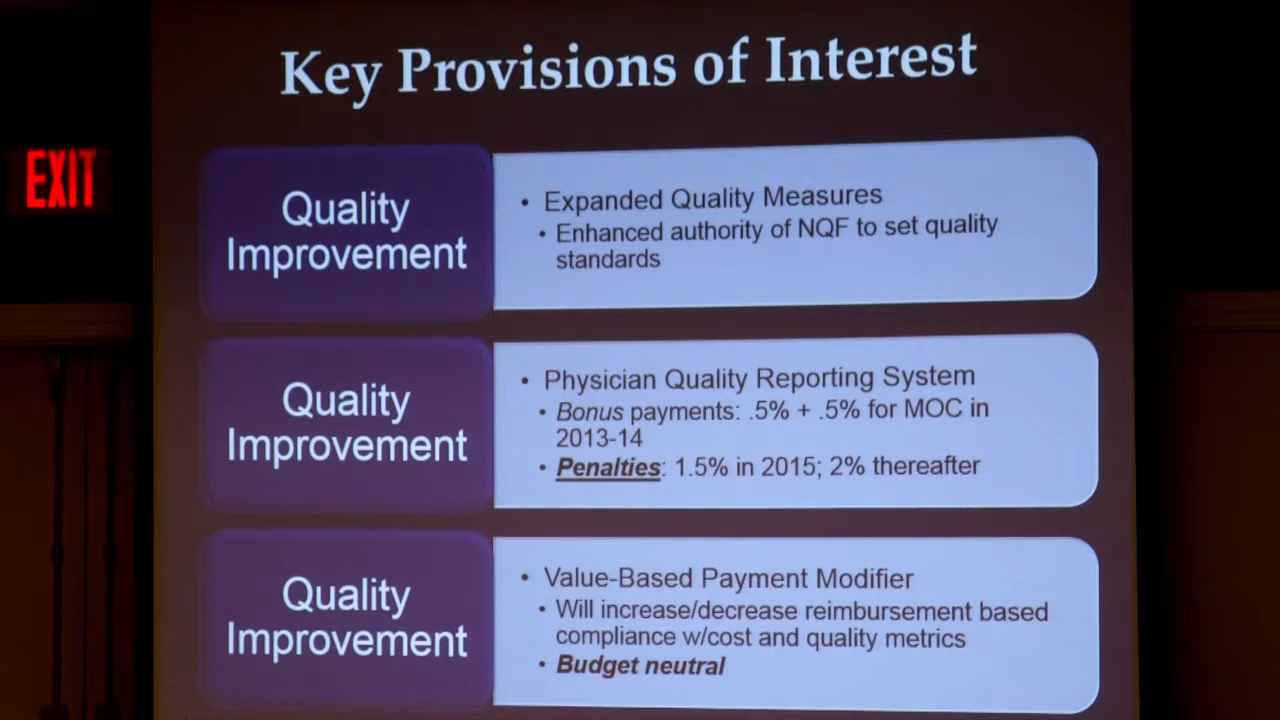 Key Provisions of Interest
EXIT
Quality
Improvement
• Expanded Quality Measures
• Enhanced authority of NQF to set quality
standards
Quality
Improvement
• Physician Quality Reporting System
• Bonus payments: .5% + .5% for MOC in
2013-14
• Penalties: 1.5% in 2015; 2% thereafter
Quality
Improvement
• Value-Based Payment Modifier
• Will increase/decrease reimbursement based
compliance w/cost and quality metrics
• Budget neutral